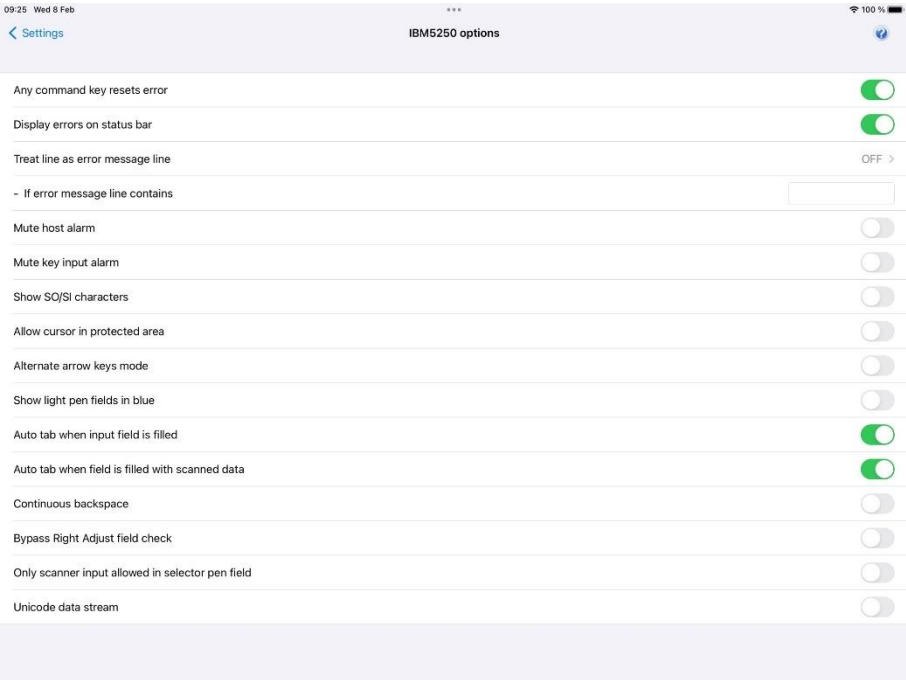 09:25 Wed 8 Feb
100 %
Settings
IBM5250 options
?
Any command key resets error
Display errors on status bar
Treat line as error message line
OFF
- If error message line contains
Mute host alarm
Mute key input alarm
Show SO/SI characters
Allow cursor in protected area
Alternate arrow keys mode
Show light pen fields in blue
Auto tab when input field is filled
Auto tab when field is filled with scanned data
Continuous backspace
Bypass Right Adjust field check
Only scanner input allowed in selector pen field
Unicode data stream